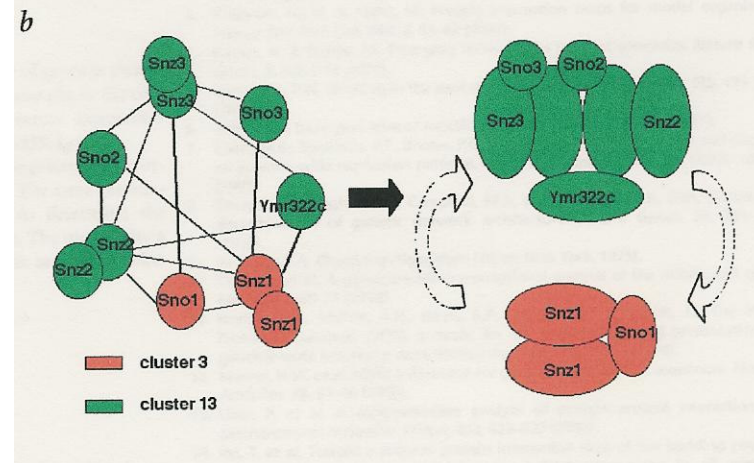 b
Snz3
Snz3
Sno3
Sno2
Ymr322c
Snz2
Snz2
Snz1
Sno1
Snz1
cluster 3
cluster 13
Sno3
Sno2
Snz3
Snz2
Ymr322c
Snz1
Sno1
Snz1